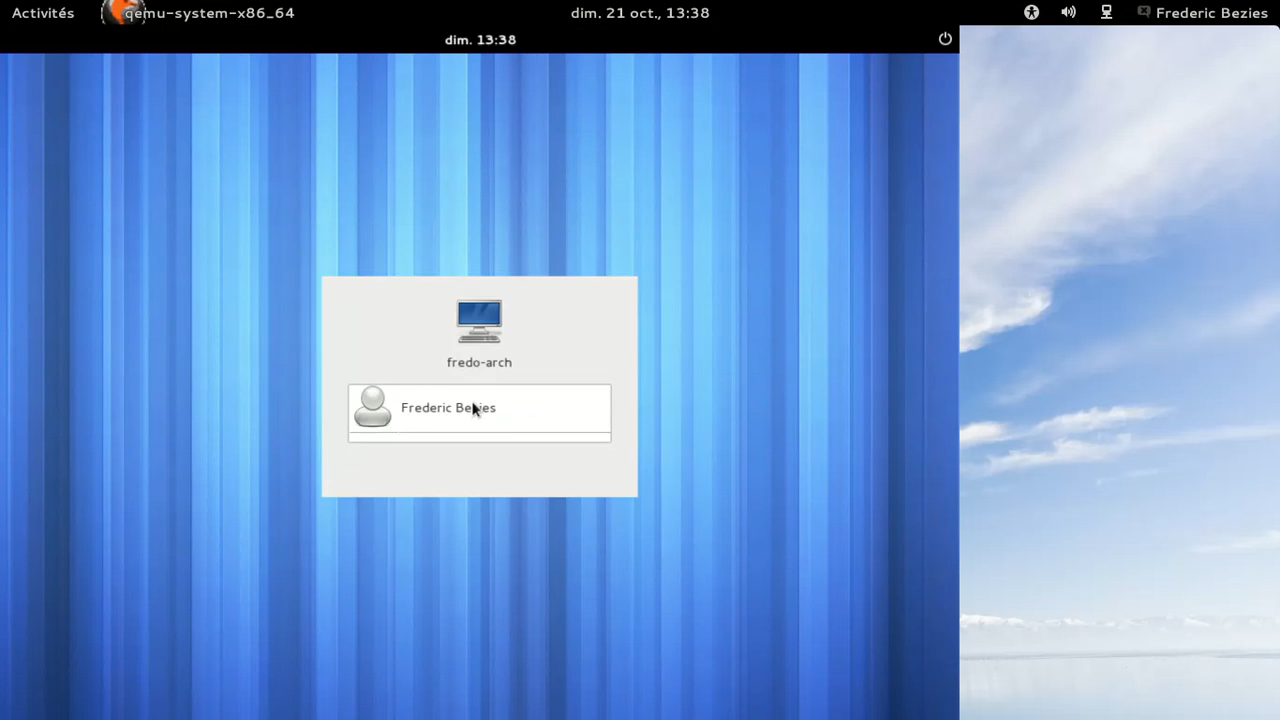 Activités qemu-system-x86_64 dim. 21 oct., 13:38 Frederic Bezies
dim. 13:38
fredo-arch
Frederic Bezies